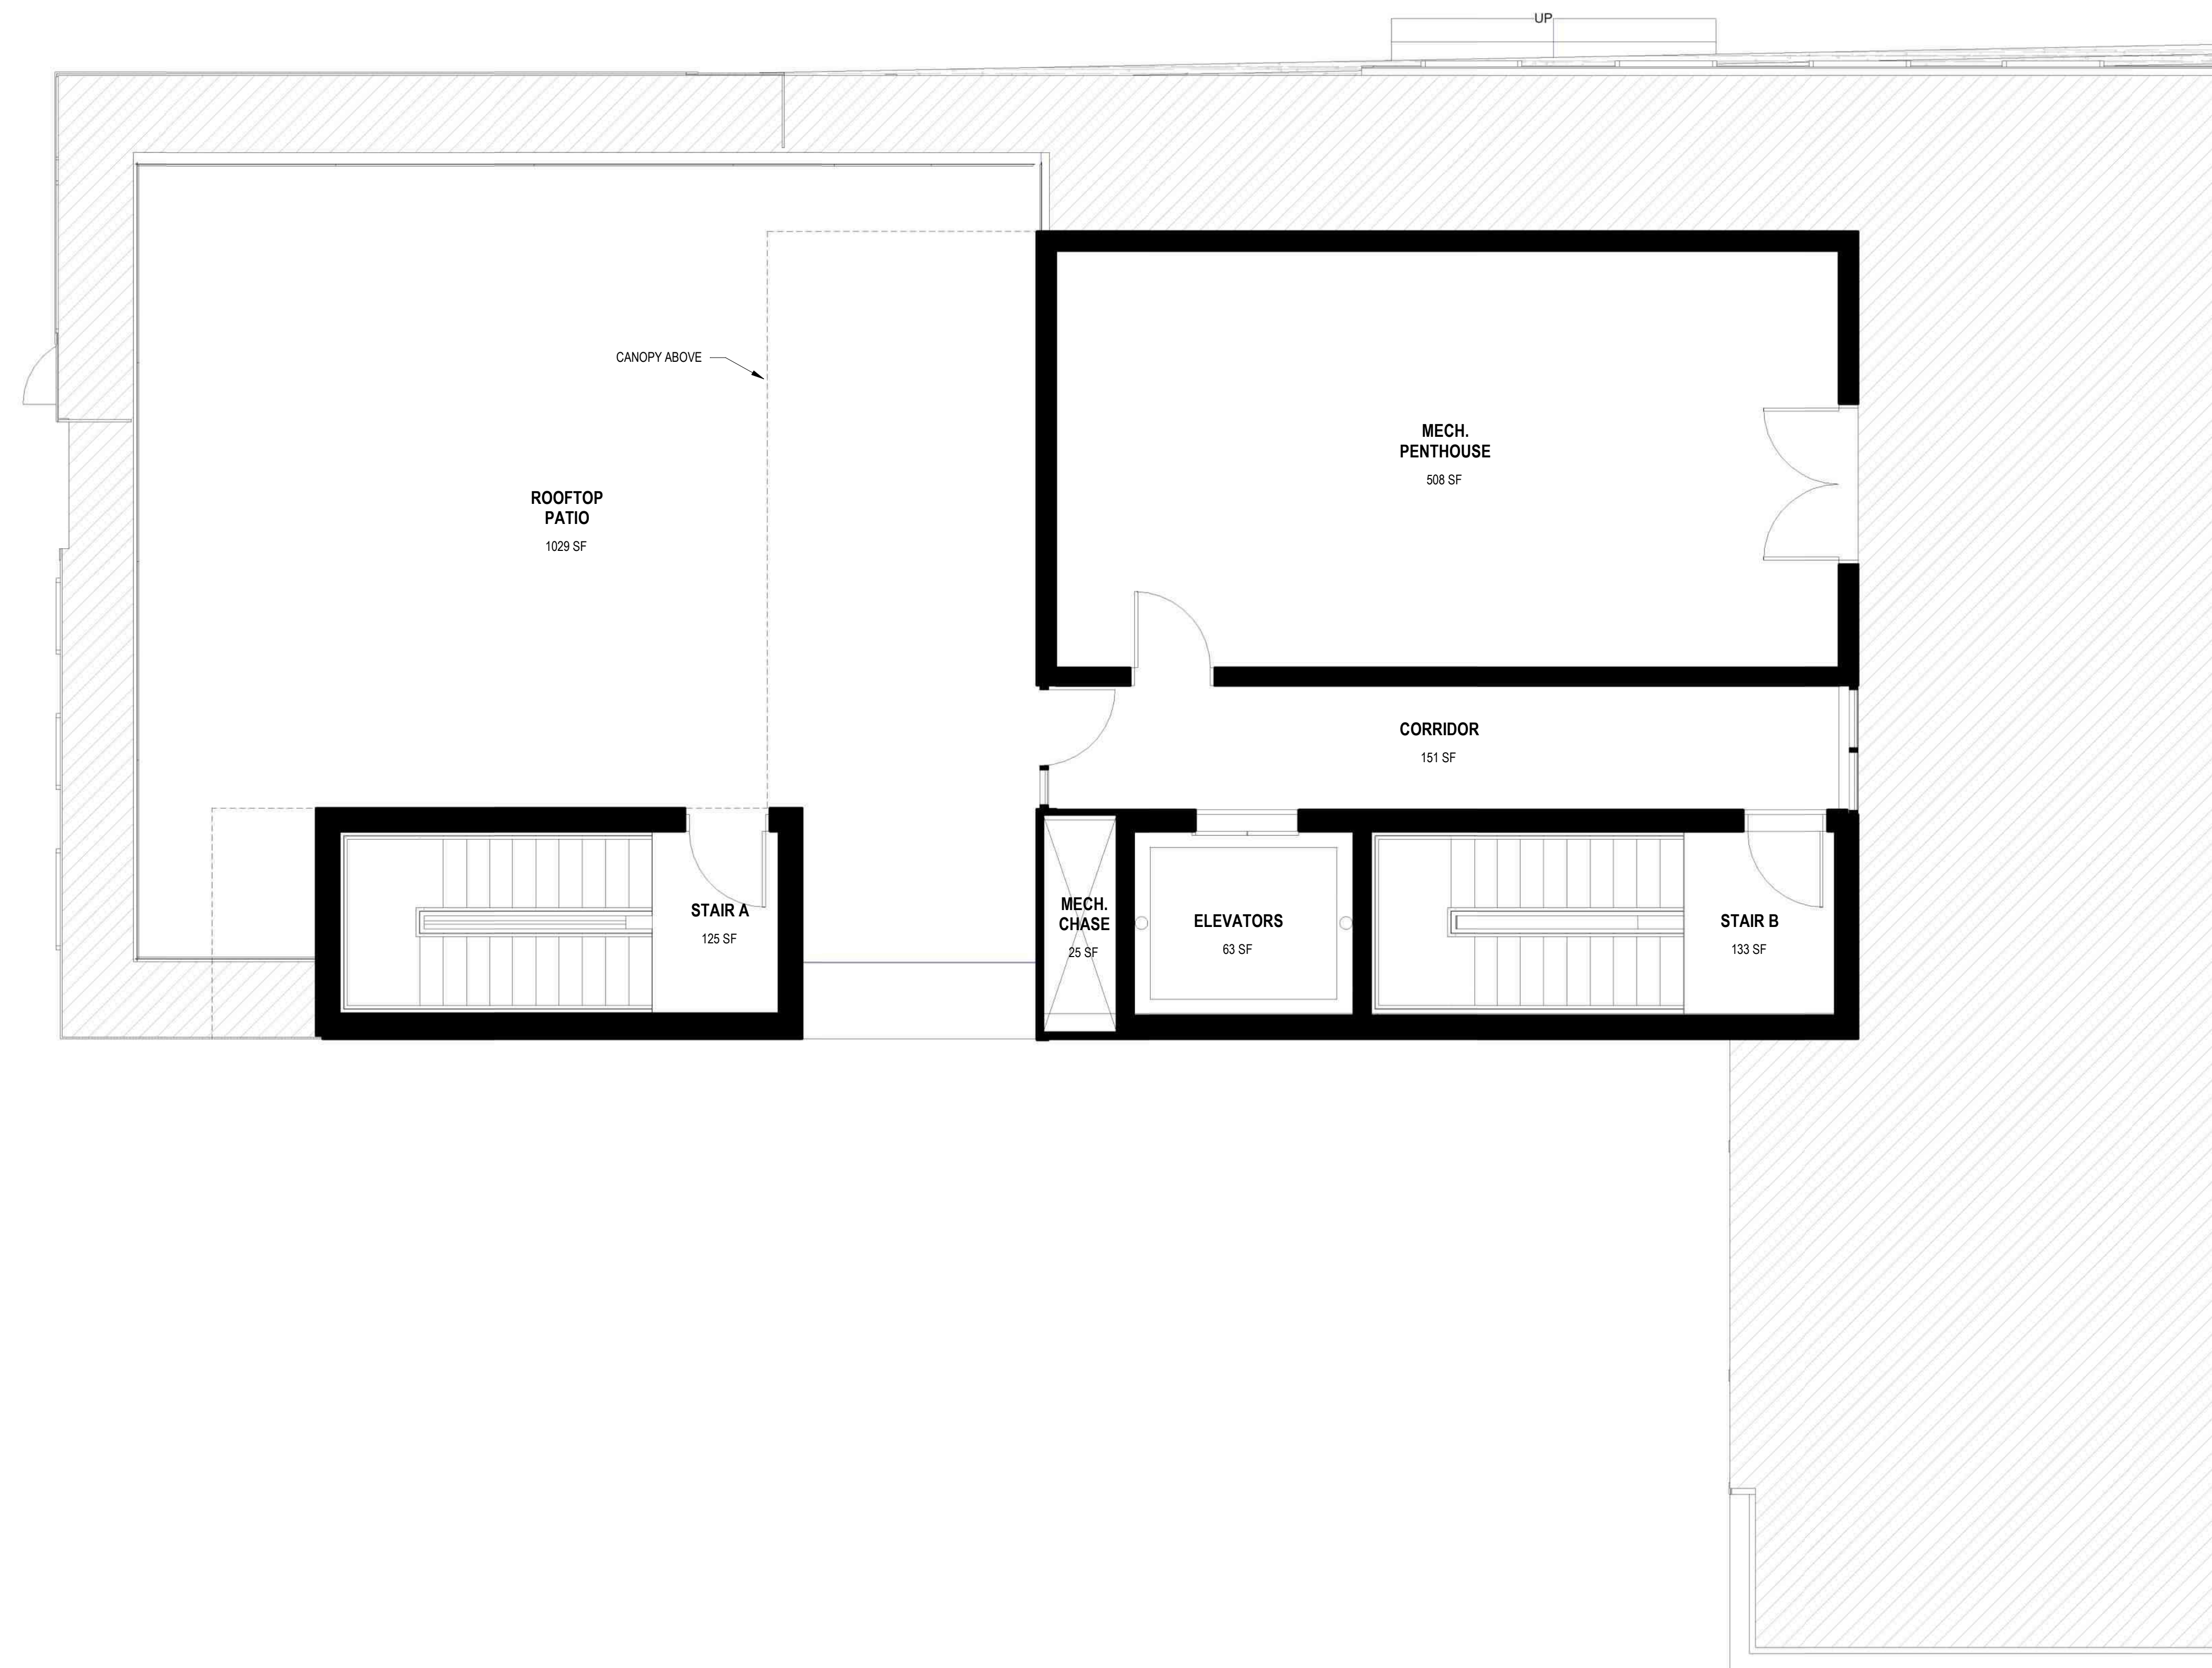 UP
CANOPY ABOVE
MECH.
PENTHOUSE
508 SF
ROOFTOP
PATIO
1029 SF
CORRIDOR
151 SF
STAIR A
125 SF
MECH.
CHASE
25 SF
ELEVATORS
63 SF
STAIR B
133 SF